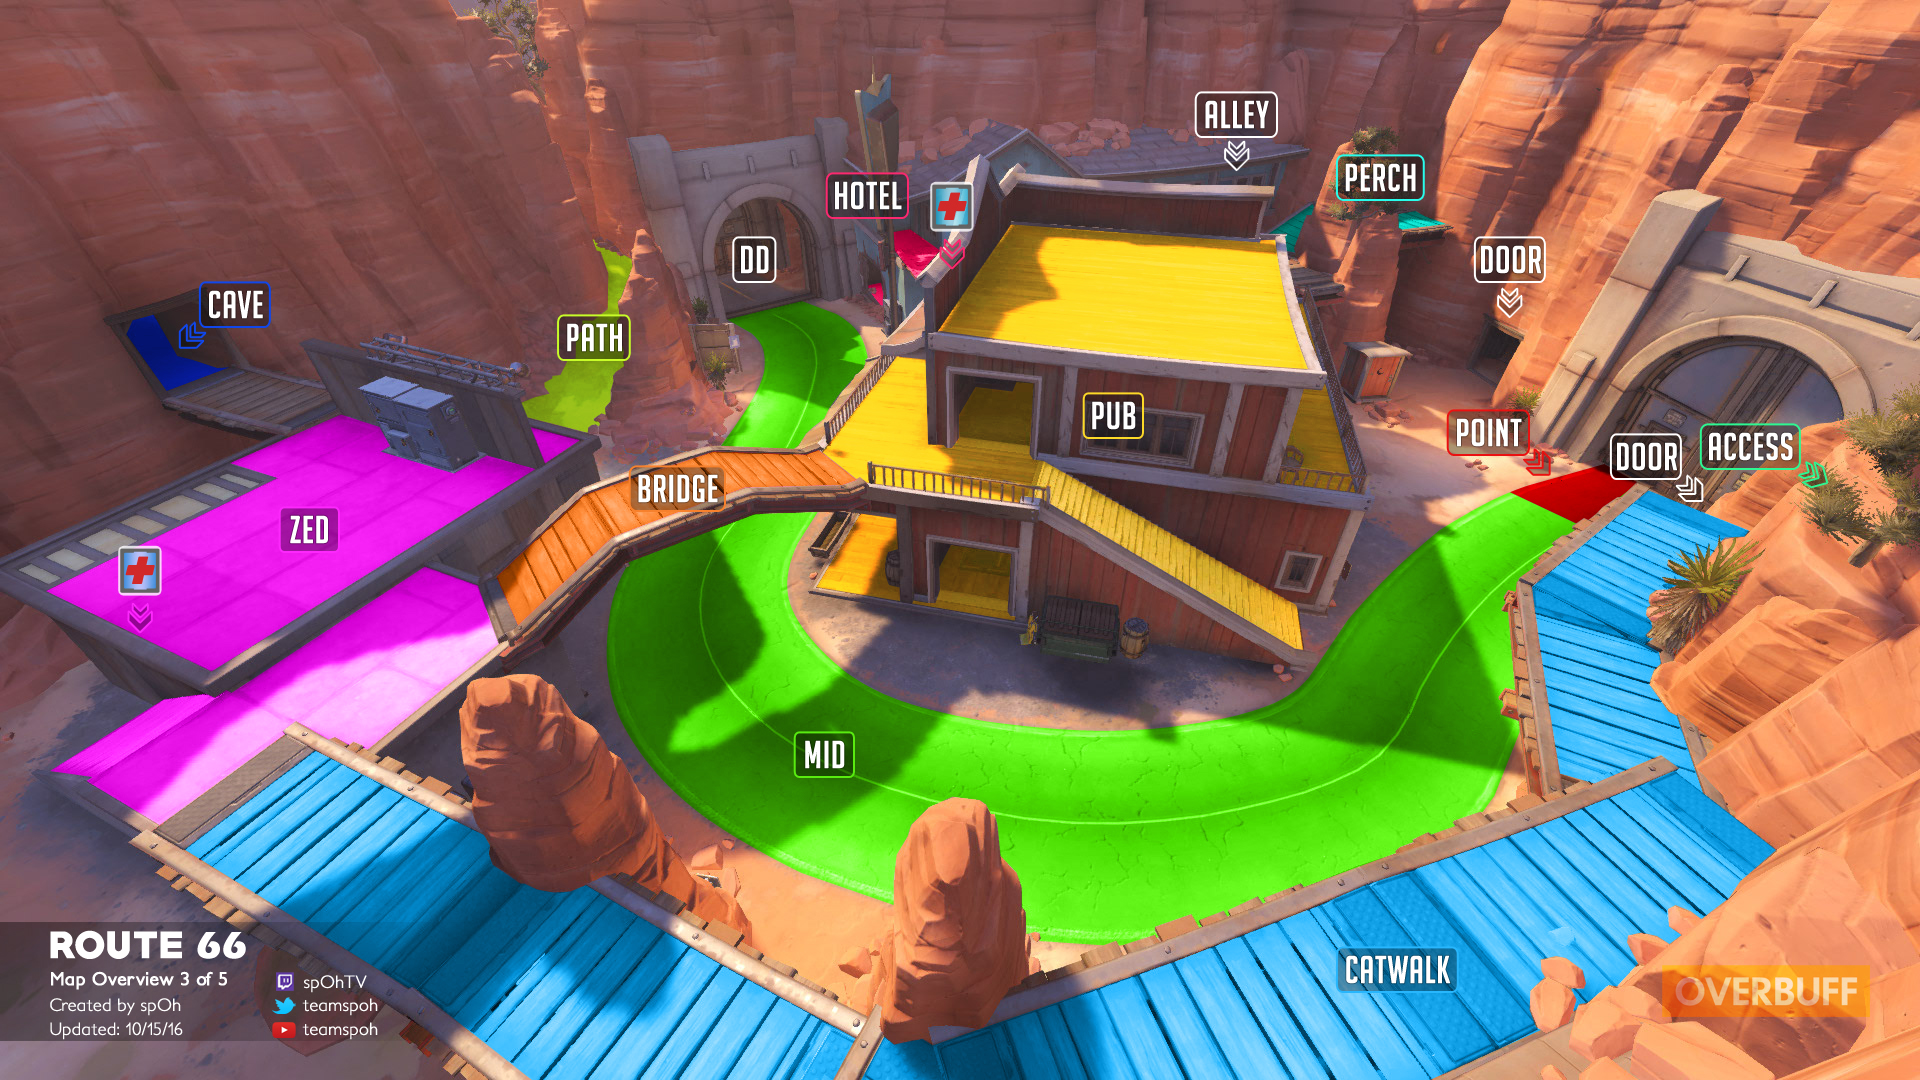 ALLEY
PERCH
HOTEL
DD
DOOR
CAVE
PATH
PUB
POINT
DOOR
ACCESS
BRIDGE
ZED
MID
CATWALK
ROUTE 66
Map Overview 3 of 5
Created by spOh
Updated: 10/15/16
spOhTV
teamspoh
teamspoh
OVERBUFF